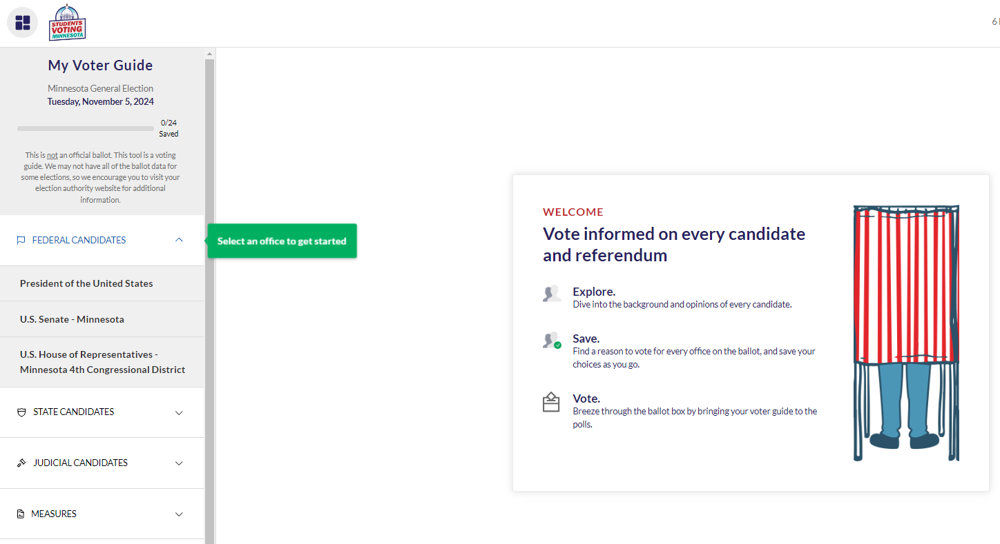 STUDENTS
VOTING
MINNESOTA
6
My Voter Guide
Minnesota General Election
Tuesday, November 5, 2024
0/24
Saved
This is not an official ballot. This tool is a voting
guide. We may not have all of the ballot data for
some elections, so we encourage you to visit your
election authority website for additional
information.
FEDERAL CANDIDATES
Select an office to get started
President of the United States
U.S. Senate - Minnesota
U.S. House of Representatives -
Minnesota 4th Congressional District
STATE CANDIDATES
JUDICIAL CANDIDATES
MEASURES
WELCOME
Vote informed on every candidate
and referendum
Explore.
Dive into the background and opinions of every candidate.
Save.
Find a reason to vote for every office on the ballot, and save your
choices as you go.
Vote.
Breeze through the ballot box by bringing your voter guide to the
polls.